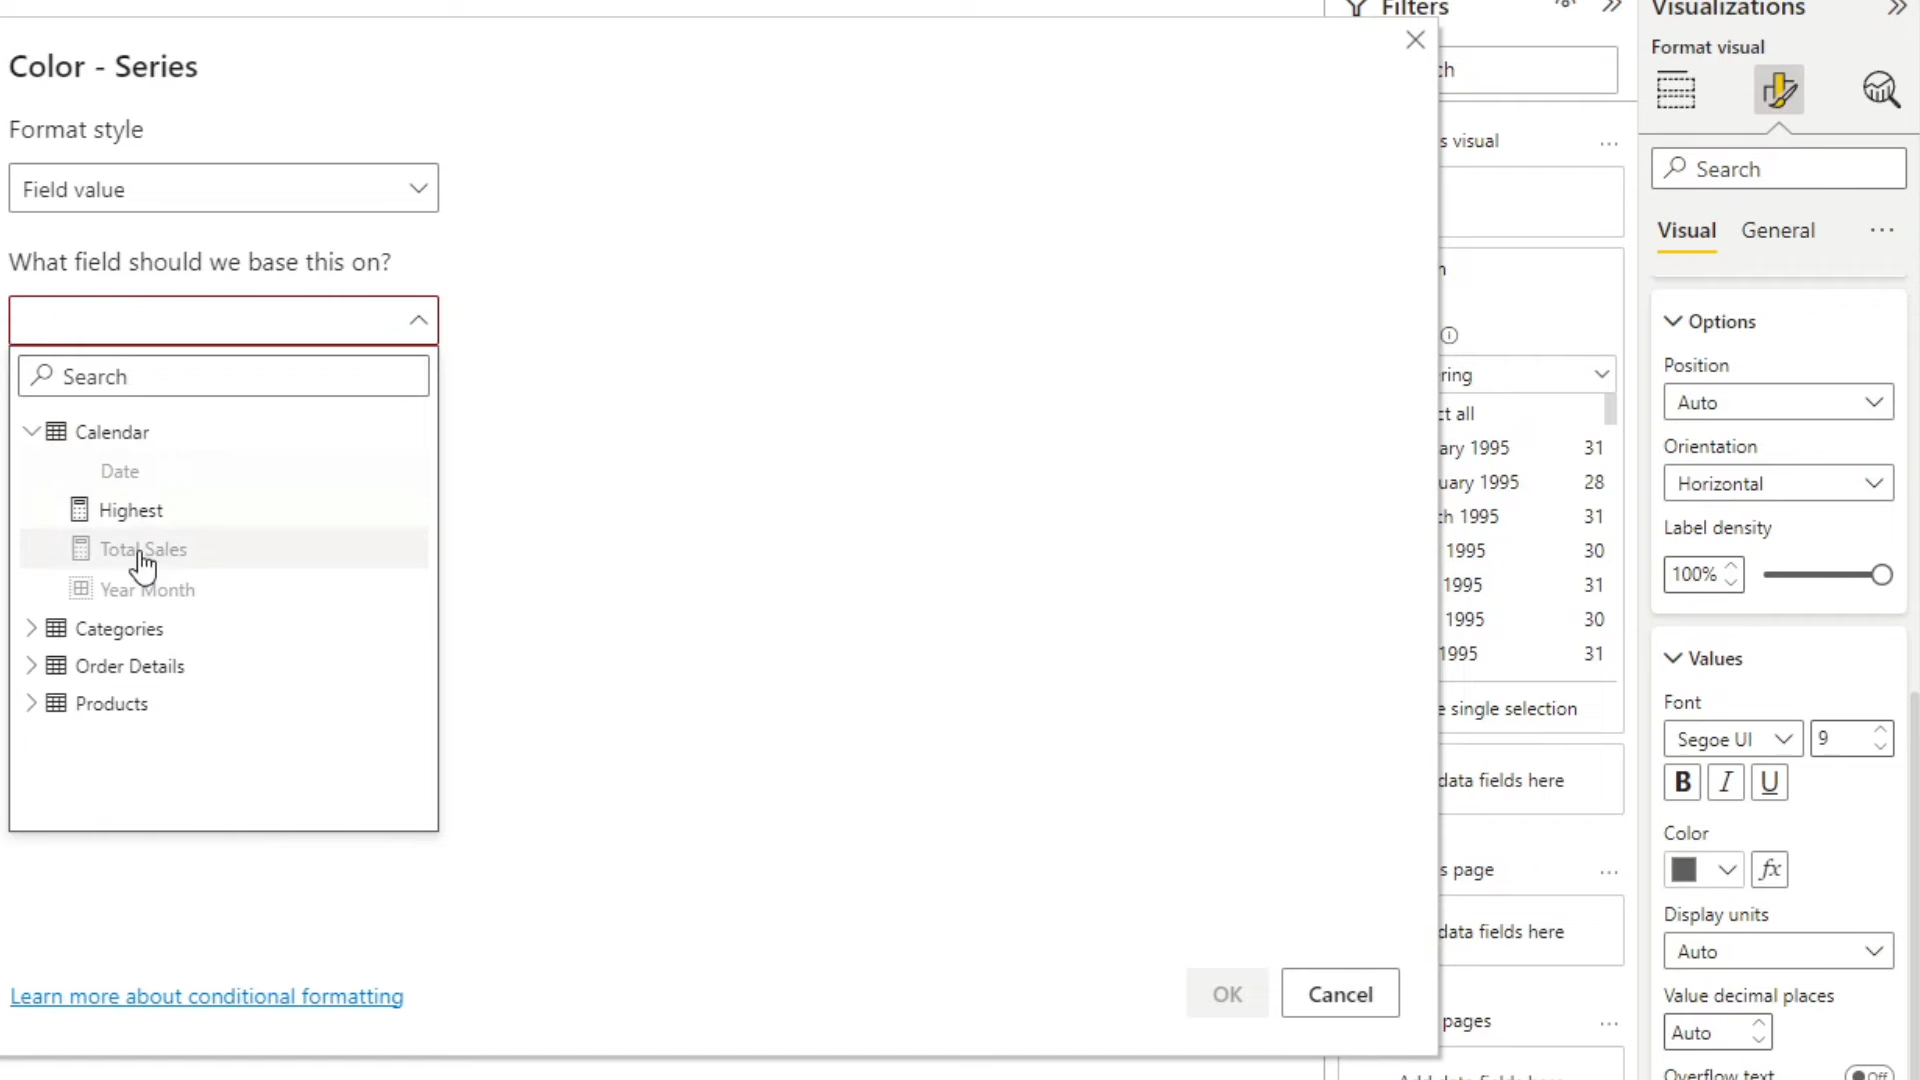 Color - Series
Format style
Field value
What field should we base this on?
Search
Calendar
Date
Highest
Total Sales
Year Month
Categories
Order Details
Products
Learn more about conditional formatting
OK
Cancel
Filters
ch
s visual
n
ring
ct all
ary 1995 31
uary 1995 28
ch 1995 31
1995 30
1995 31
1995 30
1995 31
e single selection
data fields here
s page
data fields here
pages
Visualizations
Format visual
Search
Visual General
Options
Position
Auto
Orientation
Horizontal
Label density
100%
Values
Font
Segoe UI 9
B I U
Color
fx
Display units
Auto
Value decimal places
Auto
Overflow text Off